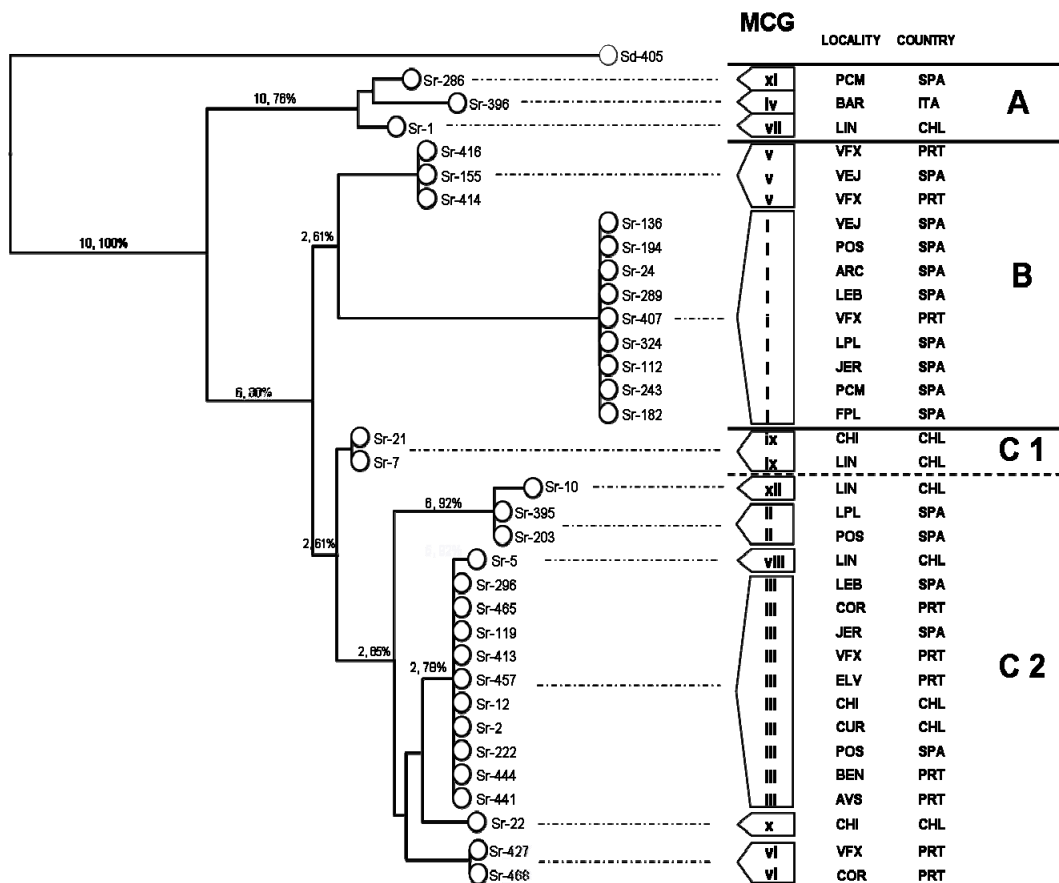 MCG
LOCALITY COUNTRY
Sd-405
Sr-286 xi PCM SPA
A
10, 76% Sr-396 iv BAR ITA
Sr-1 vii LIN CHL
Sr-416 v VFX PRT
Sr-155 v VEJ SPA
Sr-414 v VFX PRT
Sr-136 I VEJ SPA
10, 100% 2, 61%
Sr-194 I POS SPA
Sr-24 I ARC SPA
B
Sr-289 I LEB SPA
Sr-407 i VFX PRT
Sr-324 I LPL SPA
Sr-112 I JER SPA
Sr-243 I PCM SPA
6, 80%
Sr-182 I FPL SPA
Sr-21 ix CHI CHL
C 1
Sr-7 ix LIN CHL
Sr-10 xii LIN CHL
6, 92% Sr-395 II LPL SPA
Sr-203 II POS SPA
2, 61%
Sr-5 viii LIN CHL
Sr-296 III LEB SPA
Sr-465 III COR PRT
Sr-119 III JER SPA
2, 65% Sr-413 III VFX PRT
C 2
2, 78% Sr-457 III ELV PRT
Sr-12 III CHI CHL
Sr-2 III CUR CHL
Sr-222 III POS SPA
Sr-444 III BEN PRT
Sr-441 III AVS PRT
Sr-22 x CHI CHL
Sr-427 vi VFX PRT
Sr-466 vi COR PRT